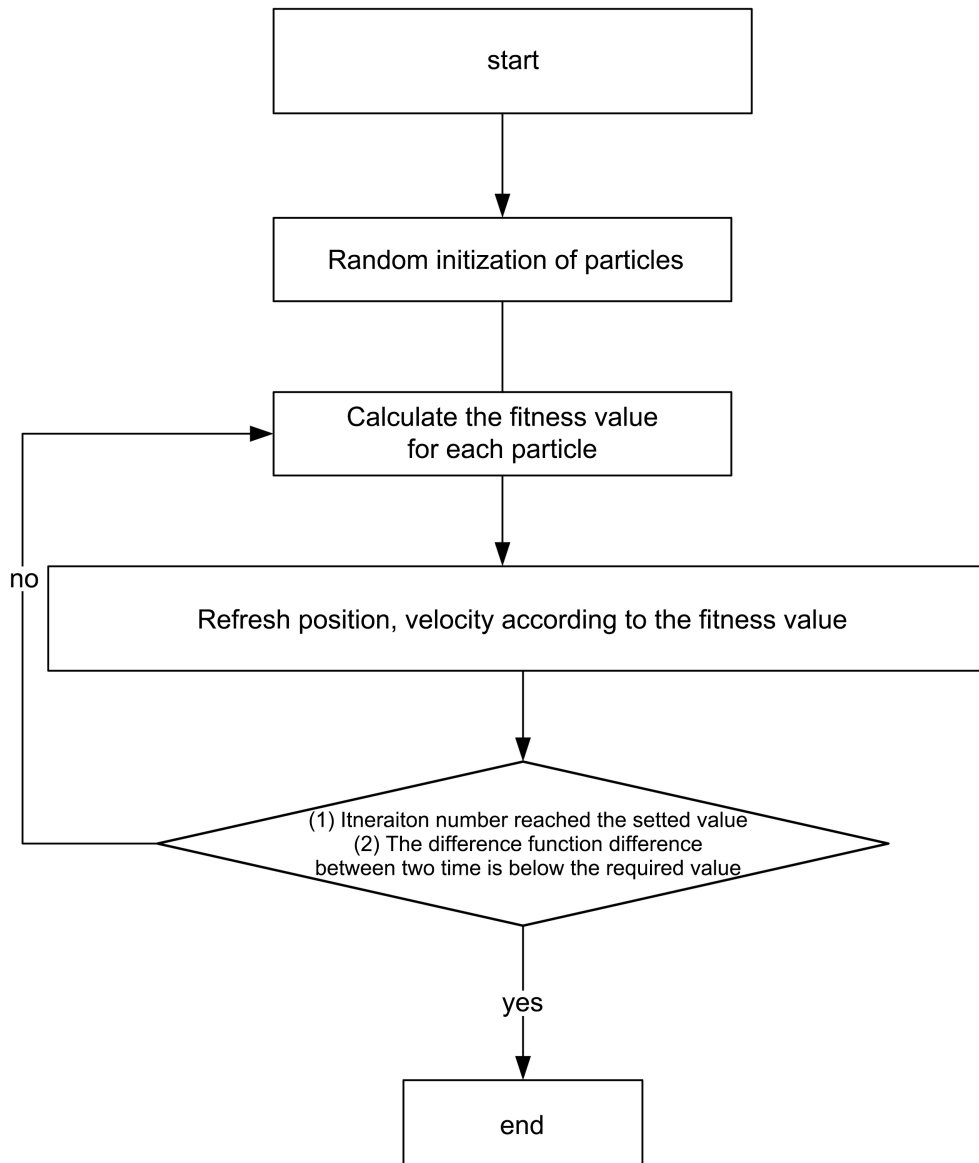 start
Random initization of particles
Calculate the fitness value
for each particle
no
Refresh position, velocity according to the fitness value
(1) Itneraiton number reached the setted value
(2) The difference function difference
between two time is below the required value
yes
end